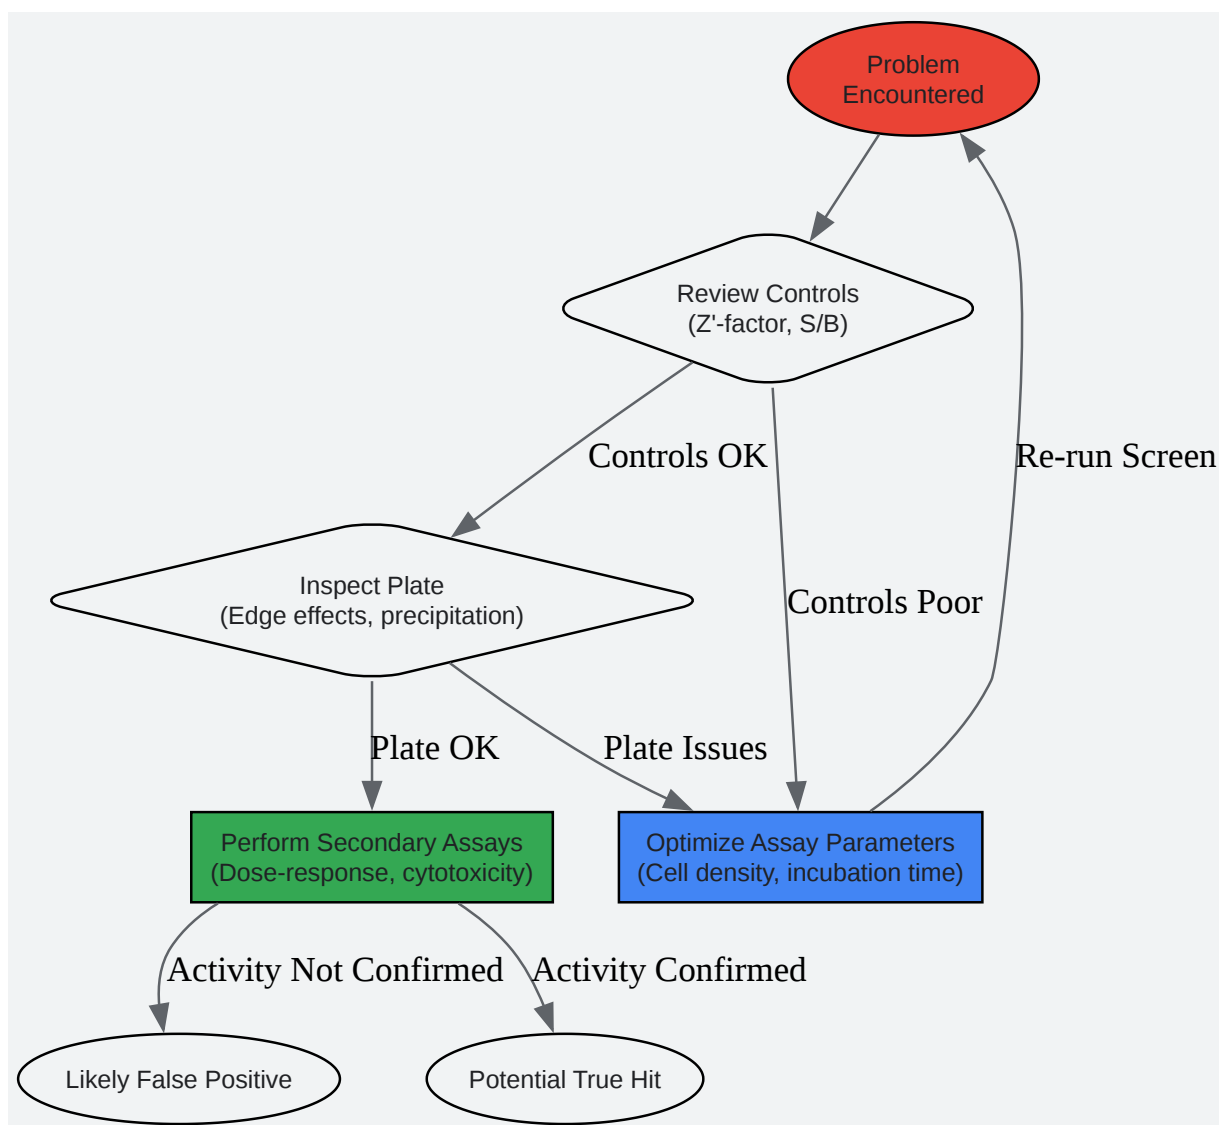 Problem
Encountered
Review Controls
(Z'-factor, S/B)
Controls OK
Re-run Screen
Inspect Plate
(Edge effects, precipitation)
Controls Poor
Plate OK
Plate Issues
Perform Secondary Assays
(Dose-response, cytotoxicity)
Optimize Assay Parameters
(Cell density, incubation time)
Activity Not Confirmed
Activity Confirmed
Likely False Positive
Potential True Hit